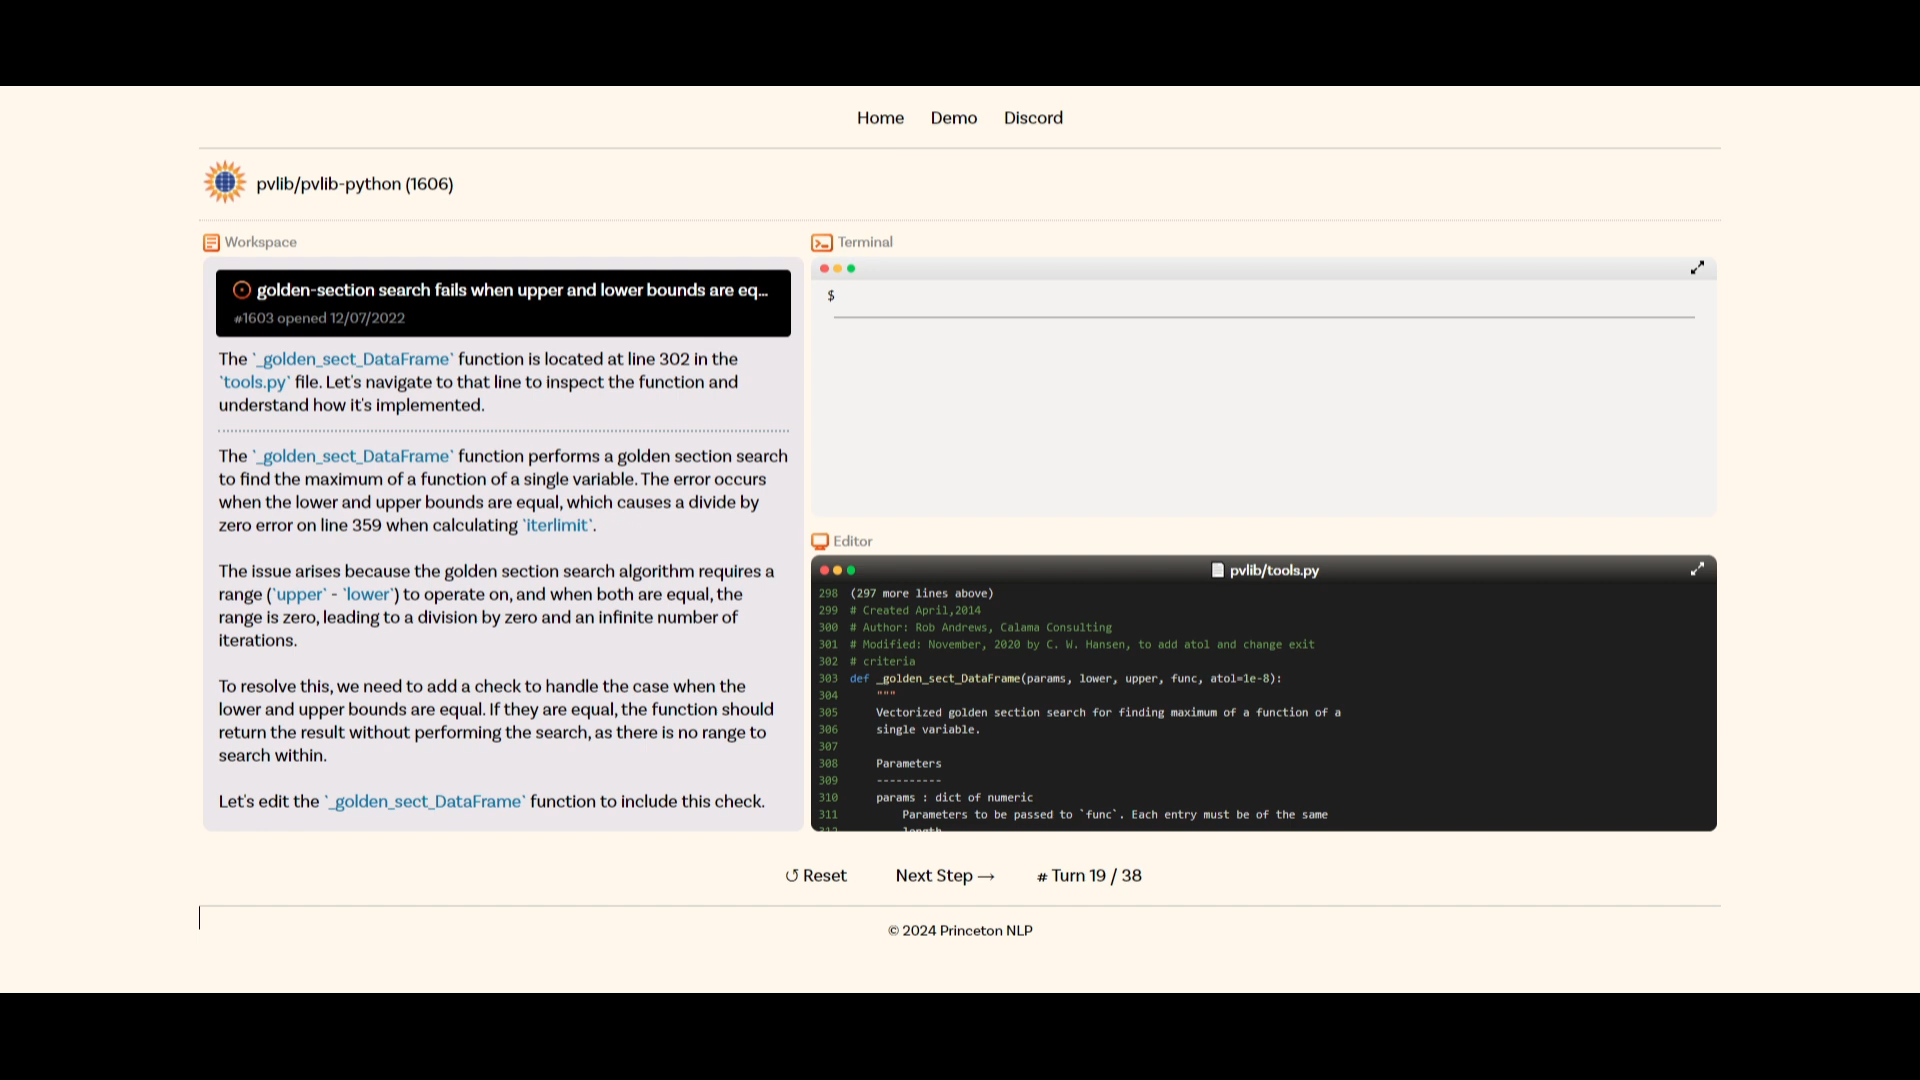 Home Demo Discord
pvlib/pvlib-python (1606)
Workspace
golden-section search fails when upper and lower bounds are eq...
#1603 opened 12/07/2022
The `_golden_sect_DataFrame` function is located at line 302 in the
`tools.py` file. Let's navigate to that line to inspect the function and
understand how it's implemented.
The `_golden_sect_DataFrame` function performs a golden section search
to find the maximum of a function of a single variable. The error occurs
when the lower and upper bounds are equal, which causes a divide by
zero error on line 359 when calculating `iterlimit`.
The issue arises because the golden section search algorithm requires a
range (`upper` - `lower`) to operate on, and when both are equal, the
range is zero, leading to a division by zero and an infinite number of
iterations.
To resolve this, we need to add a check to handle the case when the
lower and upper bounds are equal. If they are equal, the function should
return the result without performing the search, as there is no range to
search within.
Let's edit the `_golden_sect_DataFrame` function to include this check.
Terminal
$
Editor
pvlib/tools.py
298 (297 more lines above)
299 # Created April,2014
300 # Author: Rob Andrews, Calama Consulting
301 # Modified: November, 2020 by C. W. Hansen, to add atol and change exit
302 # criteria
303 def _golden_sect_DataFrame(params, lower, upper, func, atol=1e-8):
304 """
305 Vectorized golden section search for finding maximum of a function of a
306 single variable.
307
308 Parameters
309 ----------
310 params : dict of numeric
311 Parameters to be passed to `func`. Each entry must be of the same
312 length
Reset Next Step → # Turn 19 / 38
© 2024 Princeton NLP